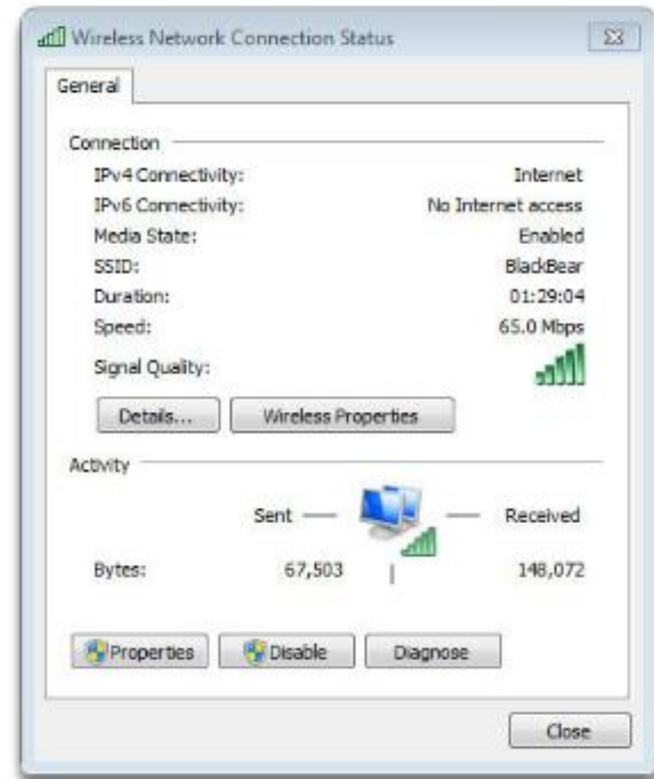 Wireless Network Connection Status
General
Connection
IPv4 Connectivity: Internet
IPv6 Connectivity: No Internet access
Media State: Enabled
SSID: BlackBear
Duration: 01:29:04
Speed: 65.0 Mbps
Signal Quality:
Details... Wireless Properties
Activity
Sent — — Received
Bytes: 67,503 | 148,072
Properties Disable Diagnose
Close